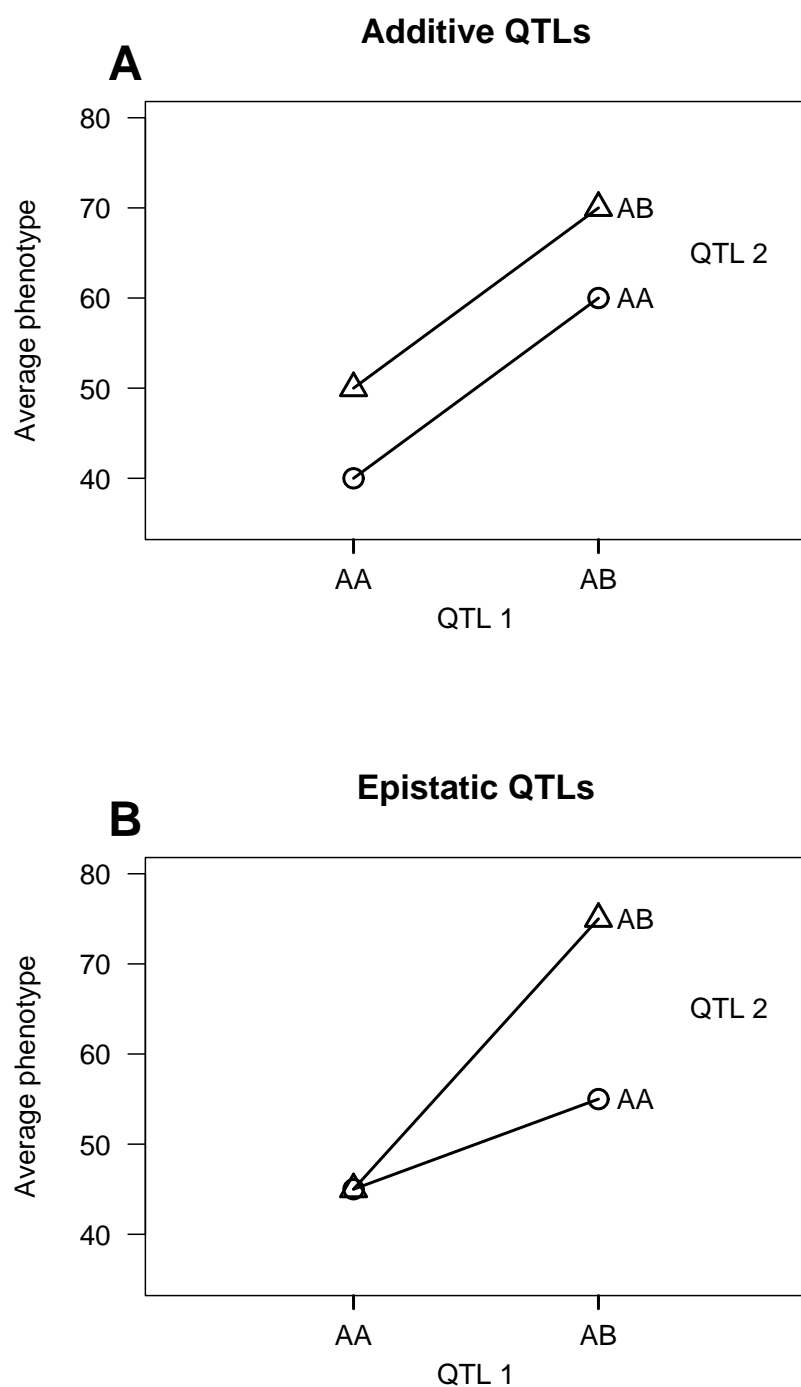 Additive QTLs
A
80
70
60
50
40
Average phenotype
AB
AA
QTL 2
AA
AB
QTL 1
Epistatic QTLs
B
80
70
60
50
40
Average phenotype
AB
AA
QTL 2
AA
AB
QTL 1